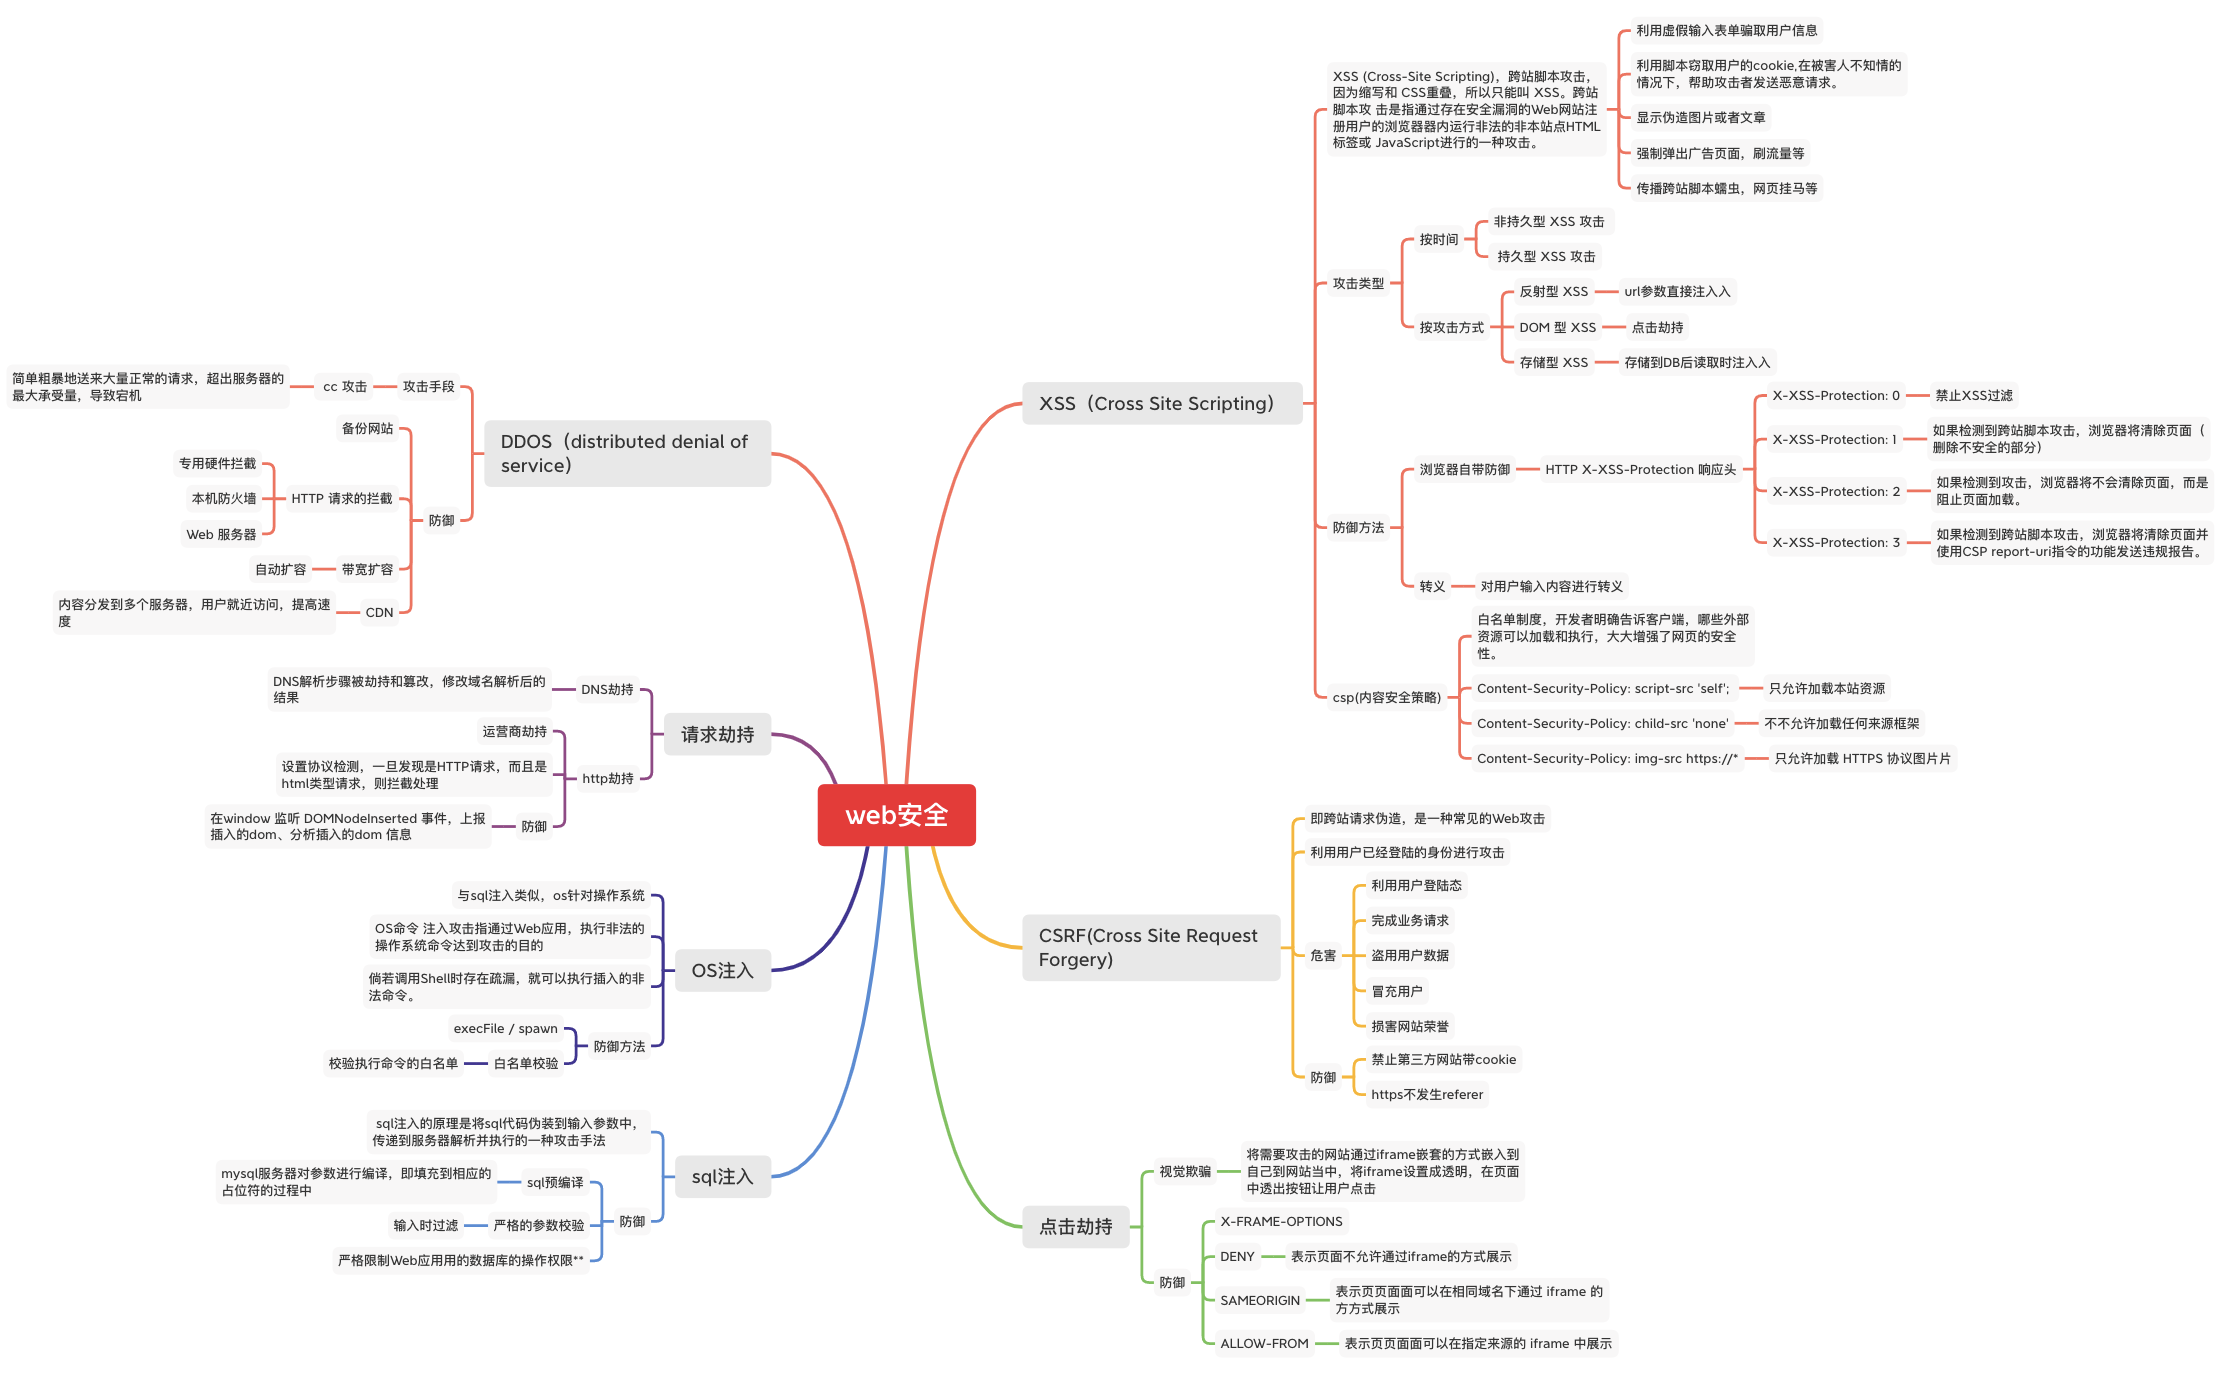 web安全
XSS（Cross Site Scripting）
XSS (Cross-Site Scripting)，跨站脚本攻击，
因为缩写和 CSS重叠，所以只能叫 XSS。跨站
脚本攻 击是指通过存在安全漏洞的Web网站注
册用户的浏览器器内运行非法的非本站点HTML
标签或 JavaScript进行的一种攻击。
利用虚假输入表单骗取用户信息
利用脚本窃取用户的cookie,在被害人不知情的
情况下，帮助攻击者发送恶意请求。
显示伪造图片或者文章
强制弹出广告页面，刷流量等
传播跨站脚本蠕虫，网页挂马等
攻击类型
按时间
非持久型 XSS 攻击
持久型 XSS 攻击
按攻击方式
反射型 XSS
url参数直接注入入
DOM 型 XSS
点击劫持
存储型 XSS
存储到DB后读取时注入入
防御方法
浏览器自带防御
HTTP X-XSS-Protection 响应头
X-XSS-Protection: 0
禁止XSS过滤
X-XSS-Protection: 1
如果检测到跨站脚本攻击，浏览器将清除页面（
删除不安全的部分）
X-XSS-Protection: 2
如果检测到攻击，浏览器将不会清除页面，而是
阻止页面加载。
X-XSS-Protection: 3
如果检测到跨站脚本攻击，浏览器将清除页面并
使用CSP report-uri指令的功能发送违规报告。
转义
对用户输入内容进行转义
csp(内容安全策略)
白名单制度，开发者明确告诉客户端，哪些外部
资源可以加载和执行，大大增强了网页的安全
性。
Content-Security-Policy: script-src 'self';
只允许加载本站资源
Content-Security-Policy: child-src 'none'
不不允许加载任何来源框架
Content-Security-Policy: img-src https://*
只允许加载 HTTPS 协议图片片
CSRF(Cross Site Request
Forgery)
即跨站请求伪造，是一种常见的Web攻击
利用用户已经登陆的身份进行攻击
危害
利用用户登陆态
完成业务请求
盗用用户数据
冒充用户
损害网站荣誉
防御
禁止第三方网站带cookie
https不发生referer
点击劫持
视觉欺骗
将需要攻击的网站通过iframe嵌套的方式嵌入到
自己到网站当中，将iframe设置成透明，在页面
中透出按钮让用户点击
防御
X-FRAME-OPTIONS
DENY
表示页面不允许通过iframe的方式展示
SAMEORIGIN
表示页页面面可以在相同域名下通过 iframe 的
方方式展示
ALLOW-FROM
表示页页面面可以在指定来源的 iframe 中展示
DDOS（distributed denial of
service）
攻击手段
cc 攻击
简单粗暴地送来大量正常的请求，超出服务器的
最大承受量，导致宕机
防御
备份网站
HTTP 请求的拦截
专用硬件拦截
本机防火墙
Web 服务器
带宽扩容
自动扩容
CDN
内容分发到多个服务器，用户就近访问，提高速
度
请求劫持
DNS劫持
DNS解析步骤被劫持和篡改，修改域名解析后的
结果
http劫持
运营商劫持
设置协议检测，一旦发现是HTTP请求，而且是
html类型请求，则拦截处理
防御
在window 监听 DOMNodeInserted 事件，上报
插入的dom、分析插入的dom 信息
OS注入
与sql注入类似，os针对操作系统
OS命令 注入攻击指通过Web应用，执行非法的
操作系统命令达到攻击的目的
倘若调用Shell时存在疏漏，就可以执行插入的非
法命令。
防御方法
execFile / spawn
白名单校验
校验执行命令的白名单
sql注入
sql注入的原理是将sql代码伪装到输入参数中，
传递到服务器解析并执行的一种攻击手法
防御
sql预编译
mysql服务器对参数进行编译，即填充到相应的
占位符的过程中
严格的参数校验
输入时过滤
严格限制Web应用用的数据库的操作权限**